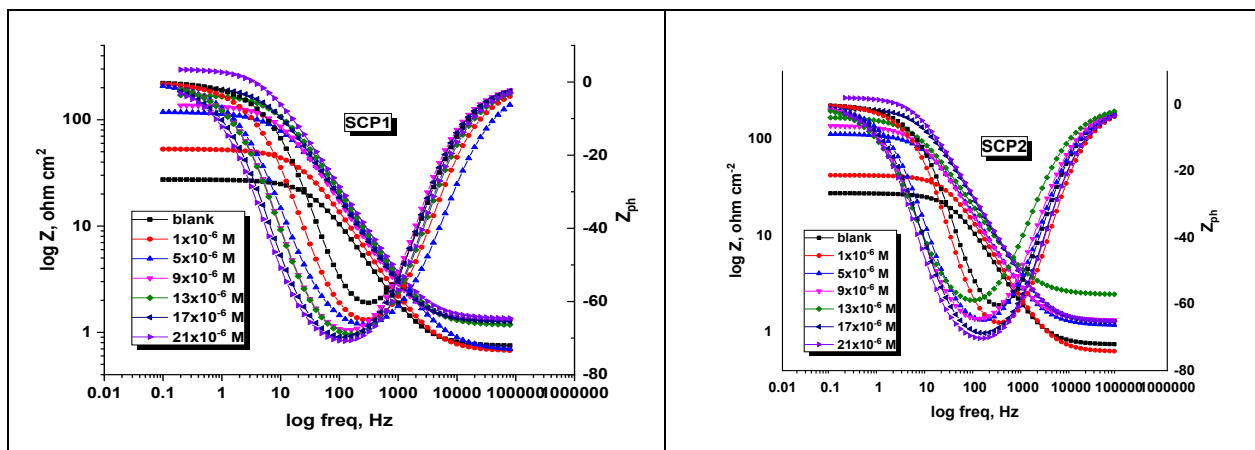 SCP1
log Z, ohm cm²
100
10
1
0
-20
-40
-60
-80
Z_ph
blank
1x10⁻⁶ M
5x10⁻⁶ M
9x10⁻⁶ M
13x10⁻⁶ M
17x10⁻⁶ M
21x10⁻⁶ M
0.01 0.1 1 10 100 1000 10000 100000 1000000
log freq, Hz
SCP2
log Z, ohm cm⁻²
100
10
1
0
-20
-40
-60
-80
Z_ph
blank
1x10⁻⁶ M
5x10⁻⁶ M
9x10⁻⁶ M
13x10⁻⁶ M
17x10⁻⁶ M
21x10⁻⁶ M
0.01 0.1 1 10 100 1000 10000 100000 1000000
log freq, Hz